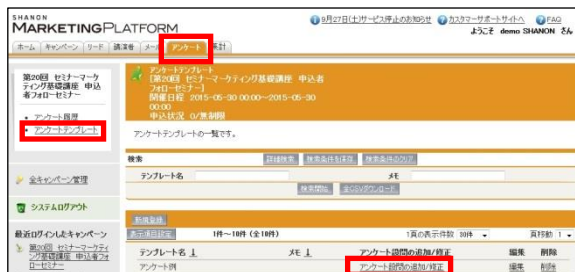 SHANON
MARKETINGPLATFORM
9月27日(土)サービス停止のお知らせ カスタマーサポートサイトへ FAQ
ようこそ demo SHANON さん
ホーム キャンペーン リード 講演者 メール アンケート 集計
第20回 セミナーマーケ
ティング基礎講座 申込
者フォローセミナー
アンケート履歴
アンケートテンプレート
全キャンペーン管理
システムログアウト
最近ログインしたキャンペーン
第20回 セミナーマーケティ
ング基礎講座 申込者フォ
ローセミナー
アンケートテンプレート
[第20回 セミナーマーケティング基礎講座 申込者
フォローセミナー]
開催日程 2015-05-30 00:00~2015-05-30
00:00
申込状況 0/無制限
アンケートテンプレートの一覧です。
検索 詳細検索 検索条件を保存 検索条件のクリア
テンプレート名 メモ
検索開始 全CSVダウンロード
新規登録
表示項目設定 1件~10件 (全10件) 1頁の表示件数 10件 頁移動 1
テンプレート名 メモ アンケート設問の追加/修正 編集 削除
アンケート例 アンケート設問の追加/修正 編集 削除